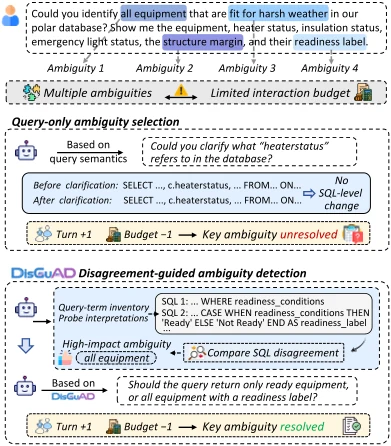 Could you identify all equipment that are fit for harsh weather in our
polar database? Show me the equipment, heater status, insulation status,
emergency light status, the structure margin, and their readiness label.
Ambiguity 1 Ambiguity 2 Ambiguity 3 Ambiguity 4
Multiple ambiguities Limited interaction budget
Query-only ambiguity selection
Based on
query semantics
Could you clarify what "heaterstatus"
refers to in the database?
Before clarification: SELECT ..., c.heaterstatus, ... FROM... ON...
After clarification: SELECT ..., c.heaterstatus, ... FROM... ON...
No
SQL-level
change
Turn +1 Budget −1 Key ambiguity unresolved
DisGuAD Disagreement-guided ambiguity detection
Query-term inventory
Probe interpretations
SQL 1: ... WHERE readiness_conditions
SQL 2: ... CASE WHEN readiness_conditions THEN
'Ready' ELSE 'Not Ready' END AS readiness_label
...
High-impact ambiguity
all equipment
Compare SQL disagreement
Based on
DisGuAD
Should the query return only ready equipment,
or all equipment with a readiness label?
Turn +1 Budget −1 Key ambiguity resolved